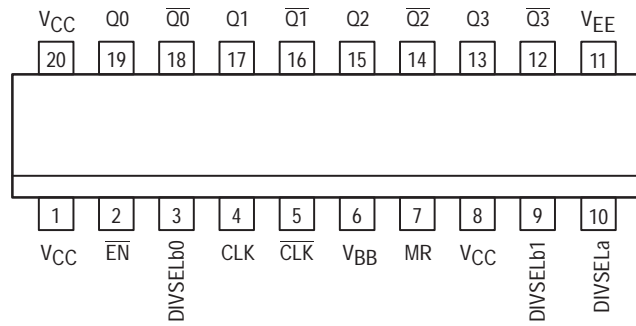 VCC Q0 Q0 Q1 Q1 Q2 Q2 Q3 Q3 VEE
20 19 18 17 16 15 14 13 12 11
1 2 3 4 5 6 7 8 9 10
VCC EN DIVSELb0 CLK CLK VBB MR VCC DIVSELb1 DIVSELa